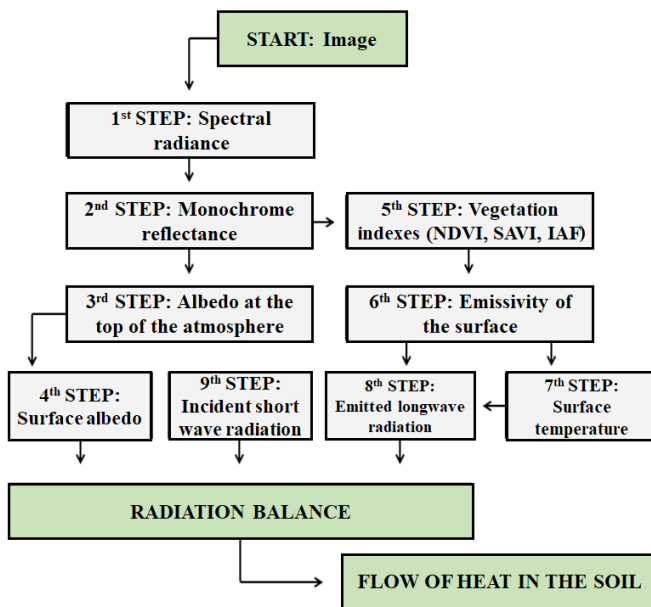 START: Image
1st STEP: Spectral
radiance
2nd STEP: Monochrome
reflectance
5th STEP: Vegetation
indexes (NDVI, SAVI, IAF)
3rd STEP: Albedo at the
top of the atmosphere
6th STEP: Emissivity of
the surface
4th STEP:
Surface albedo
9th STEP:
Incident short
wave radiation
8th STEP:
Emitted longwave
radiation
7th STEP:
Surface
temperature
RADIATION BALANCE
FLOW OF HEAT IN THE SOIL